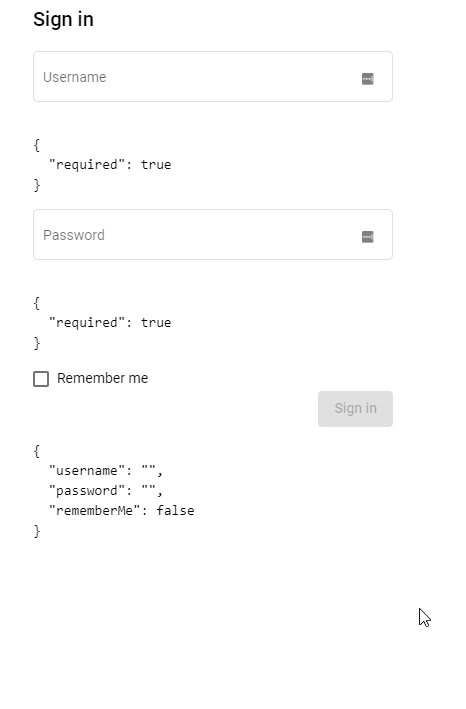 Sign in
Username
{
  "required": true
}
Password
{
  "required": true
}
Remember me
Sign in
{
  "username": "",
  "password": "",
  "rememberMe": false
}